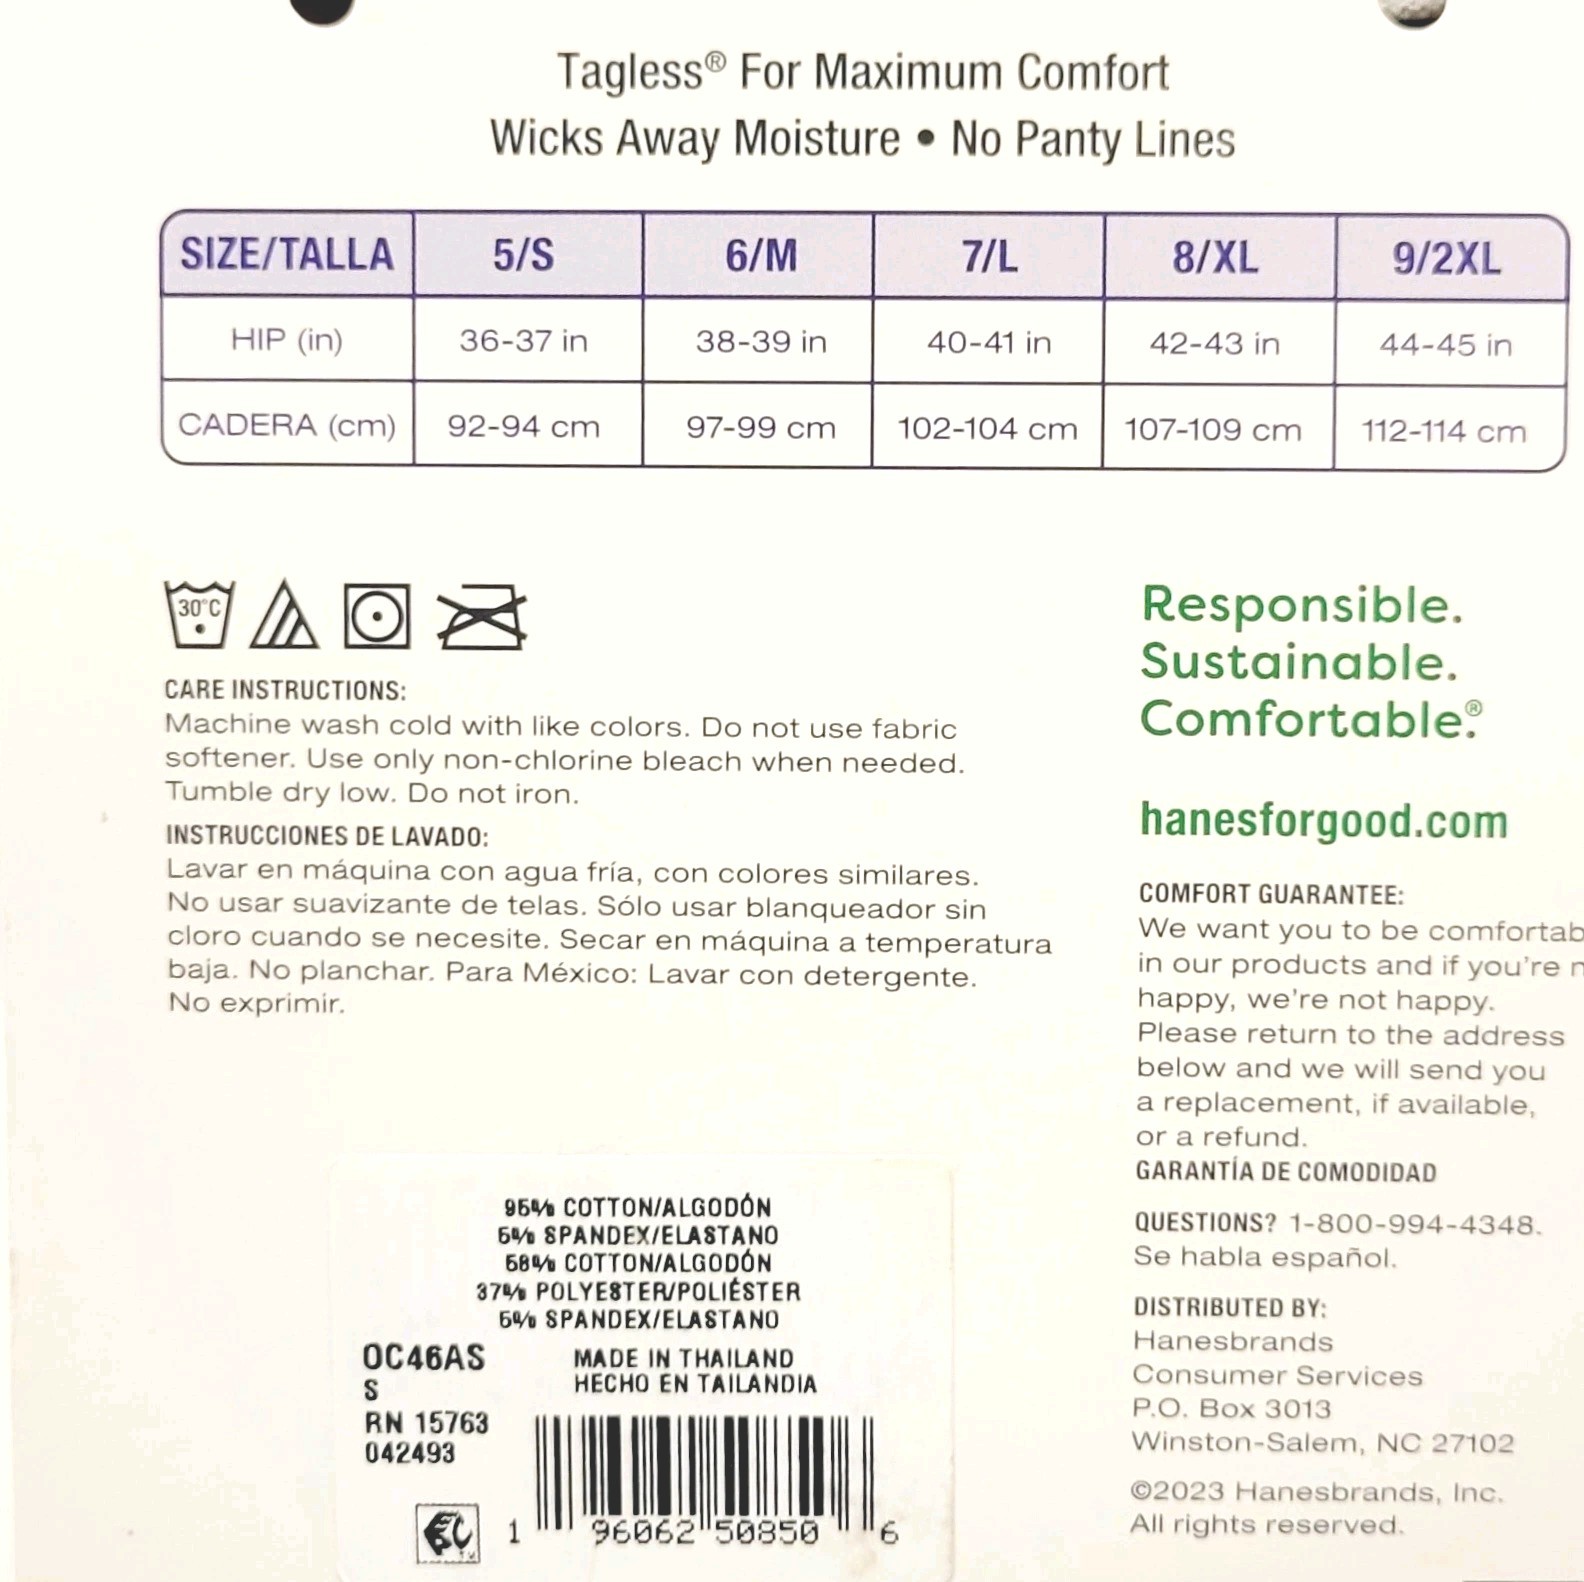 Tagless® For Maximum Comfort
Wicks Away Moisture • No Panty Lines
SIZE/TALLA 5/S 6/M 7/L 8/XL 9/2XL
HIP (in) 36-37 in 38-39 in 40-41 in 42-43 in 44-45 in
CADERA (cm) 92-94 cm 97-99 cm 102-104 cm 107-109 cm 112-114 cm
30°C
CARE INSTRUCTIONS:
Machine wash cold with like colors. Do not use fabric
softener. Use only non-chlorine bleach when needed.
Tumble dry low. Do not iron.
INSTRUCCIONES DE LAVADO:
Lavar en máquina con agua fría, con colores similares.
No usar suavizante de telas. Sólo usar blanqueador sin
cloro cuando se necesite. Secar en máquina a temperatura
baja. No planchar. Para México: Lavar con detergente.
No exprimir.
Responsible.
Sustainable.
Comfortable.®
hanesforgood.com
COMFORT GUARANTEE:
We want you to be comfortab
in our products and if you're n
happy, we're not happy.
Please return to the address
below and we will send you
a replacement, if available,
or a refund.
GARANTÍA DE COMODIDAD
QUESTIONS? 1-800-994-4348.
Se habla español.
DISTRIBUTED BY:
Hanesbrands
Consumer Services
P.O. Box 3013
Winston-Salem, NC 27102
©2023 Hanesbrands, Inc.
All rights reserved.
95% COTTON/ALGODÓN
5% SPANDEX/ELASTANO
58% COTTON/ALGODÓN
37% POLYESTER/POLIÉSTER
5% SPANDEX/ELASTANO
OC46AS
S
RN 15763
042493
MADE IN THAILAND
HECHO EN TAILANDIA
1 96062 50850 6